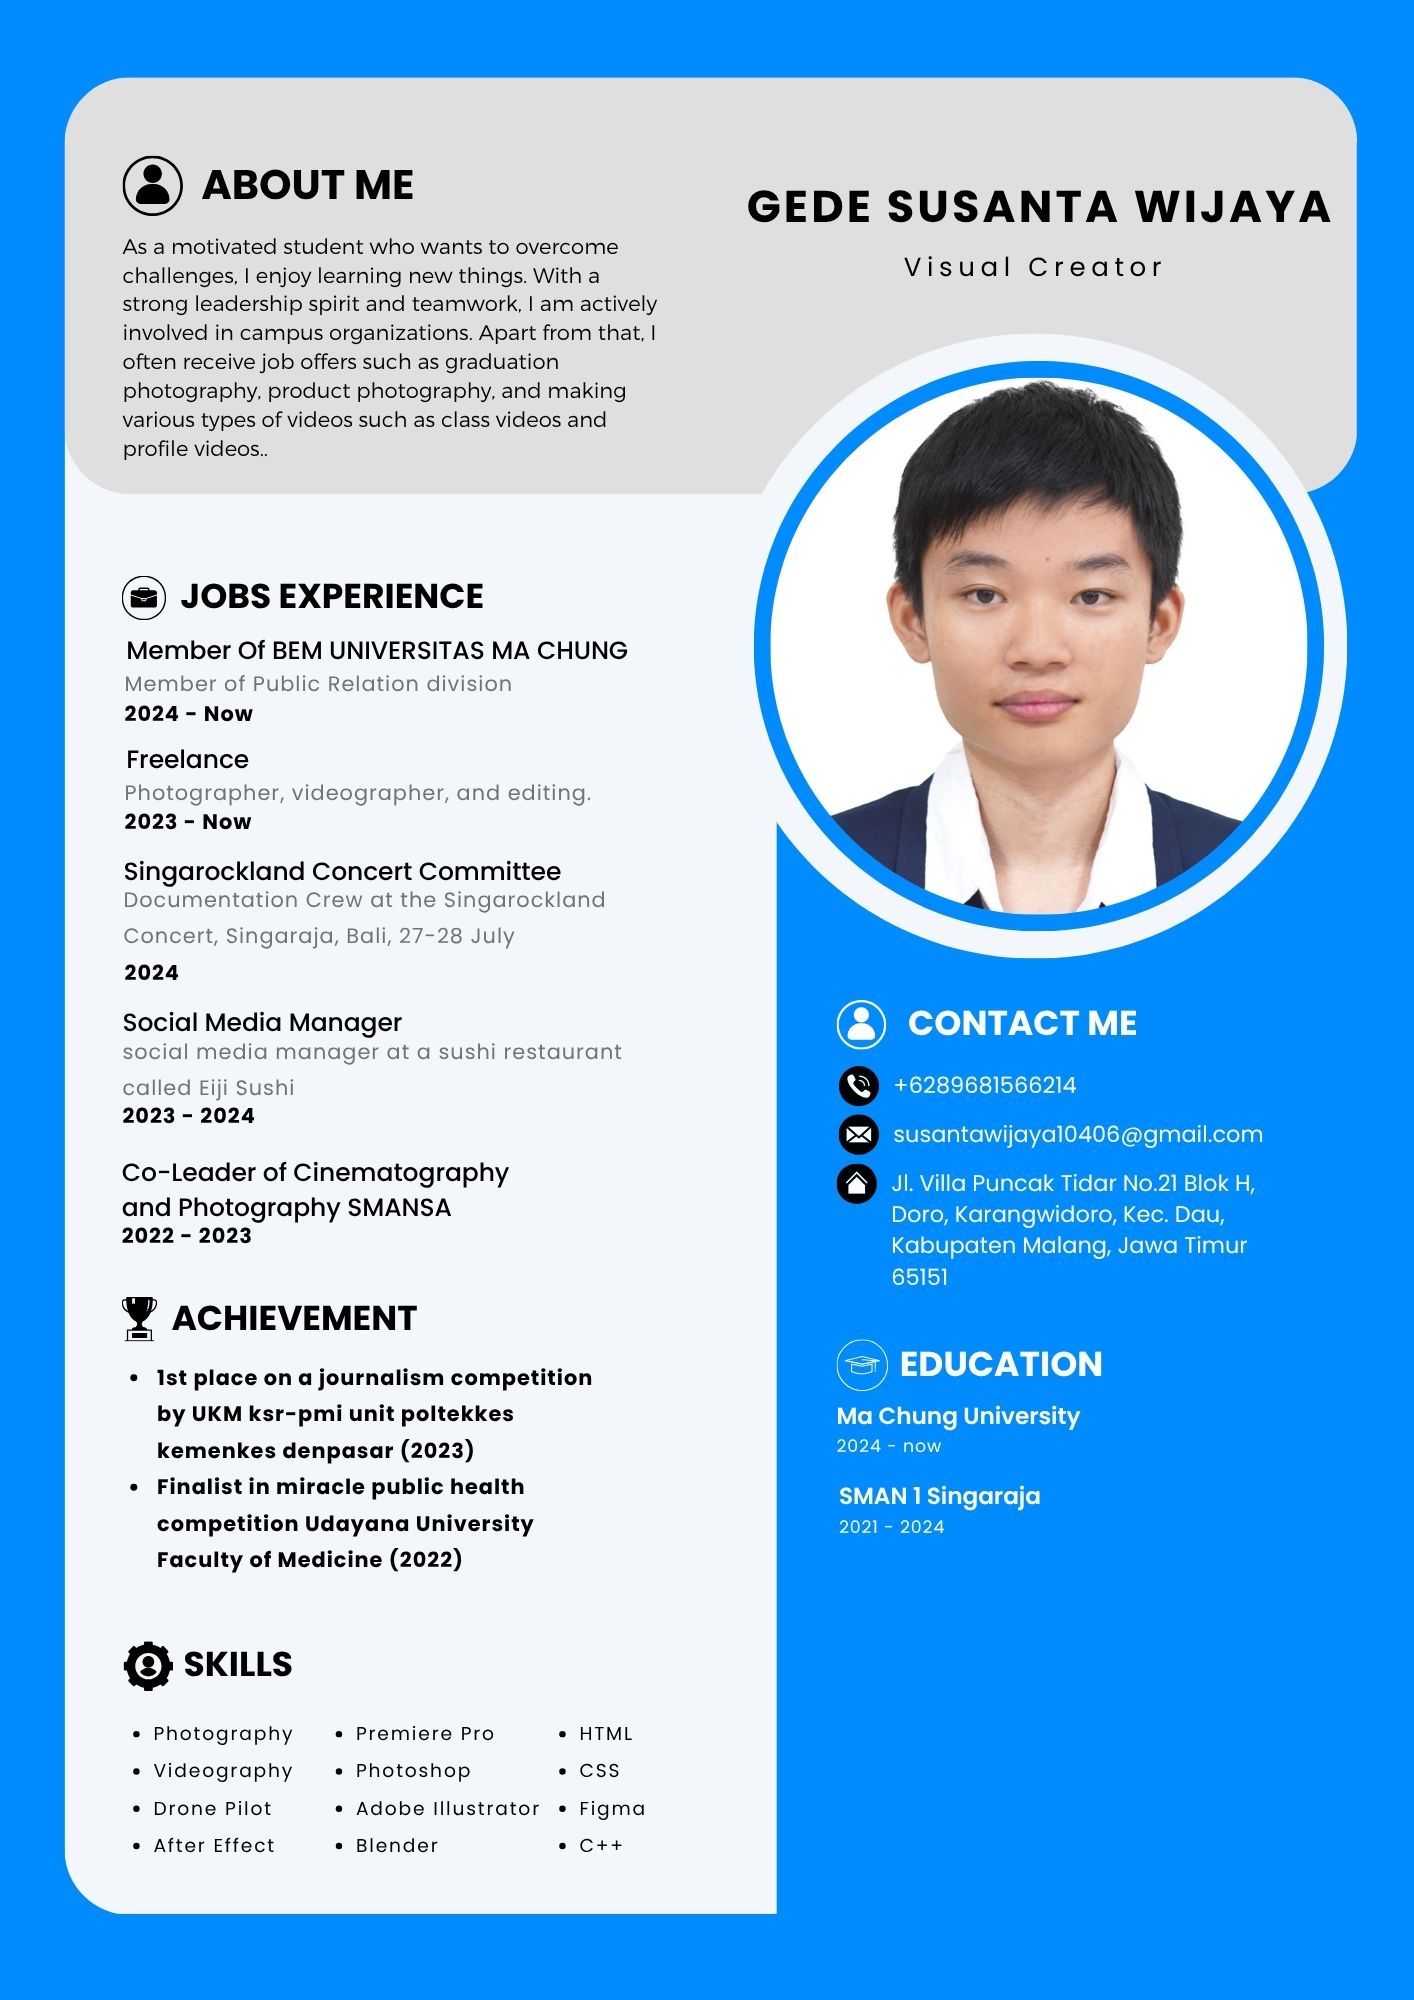 ABOUT ME
As a motivated student who wants to overcome
challenges, I enjoy learning new things. With a
strong leadership spirit and teamwork, I am actively
involved in campus organizations. Apart from that, I
often receive job offers such as graduation
photography, product photography, and making
various types of videos such as class videos and
profile videos..
GEDE SUSANTA WIJAYA
Visual Creator
JOBS EXPERIENCE
Member Of BEM UNIVERSITAS MA CHUNG
Member of Public Relation division
2024 - Now
Freelance
Photographer, videographer, and editing.
2023 - Now
Singarockland Concert Committee
Documentation Crew at the Singarockland
Concert, Singaraja, Bali, 27-28 July
2024
Social Media Manager
social media manager at a sushi restaurant
called Eiji Sushi
2023 - 2024
Co-Leader of Cinematography
and Photography SMANSA
2022 - 2023
ACHIEVEMENT
• 1st place on a journalism competition
by UKM ksr-pmi unit poltekkes
kemenkes denpasar (2023)
• Finalist in miracle public health
competition Udayana University
Faculty of Medicine (2022)
SKILLS
• Photography
• Videography
• Drone Pilot
• After Effect
• Premiere Pro
• Photoshop
• Adobe Illustrator
• Blender
• HTML
• CSS
• Figma
• C++
CONTACT ME
+6289681566214
susantawijaya10406@gmail.com
Jl. Villa Puncak Tidar No.21 Blok H,
Doro, Karangwidoro, Kec. Dau,
Kabupaten Malang, Jawa Timur
65151
EDUCATION
Ma Chung University
2024 - now
SMAN 1 Singaraja
2021 - 2024